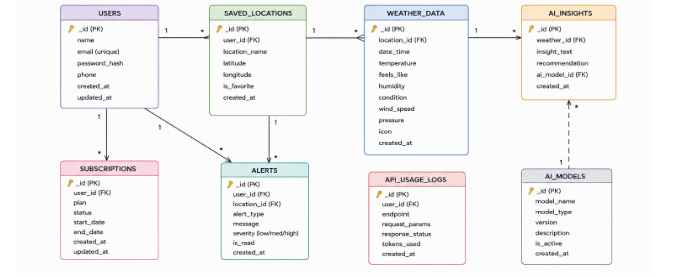 USERS
_id (PK)
name
email (unique)
password_hash
phone
created_at
updated_at
1
*
SAVED_LOCATIONS
_id (PK)
user_id (FK)
location_name
latitude
longitude
is_favorite
created_at
1
*
WEATHER_DATA
_id (PK)
location_id (FK)
date_time
temperature
feels_like
humidity
condition
wind_speed
pressure
icon
created_at
1
*
AI_INSIGHTS
_id (PK)
weather_id (FK)
insight_text
recommendation
ai_model_id (FK)
created_at
1
*
1
*
1
*
*
1
SUBSCRIPTIONS
_id (PK)
user_id (FK)
plan
status
start_date
end_date
created_at
updated_at
ALERTS
_id (PK)
user_id (FK)
location_id (FK)
alert_type
message
severity (low/med/high)
is_read
created_at
API_USAGE_LOGS
_id (PK)
user_id (FK)
endpoint
request_params
response_status
tokens_used
created_at
AI_MODELS
_id (PK)
model_name
model_type
version
description
is_active
created_at